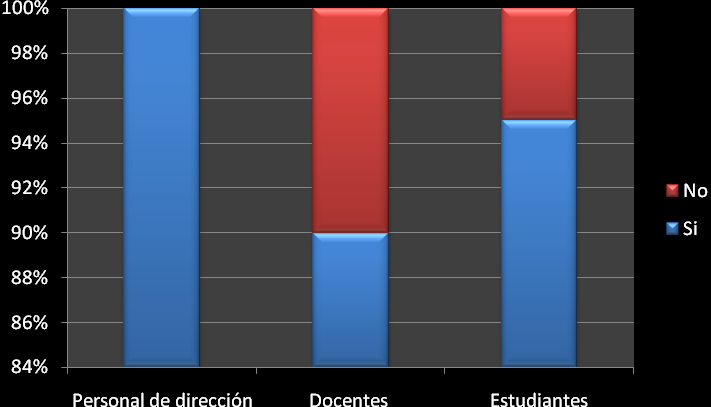 100%
98%
96%
94%
92%
90%
88%
86%
84%
Personal de dirección
Docentes
Estudiantes
No
Si